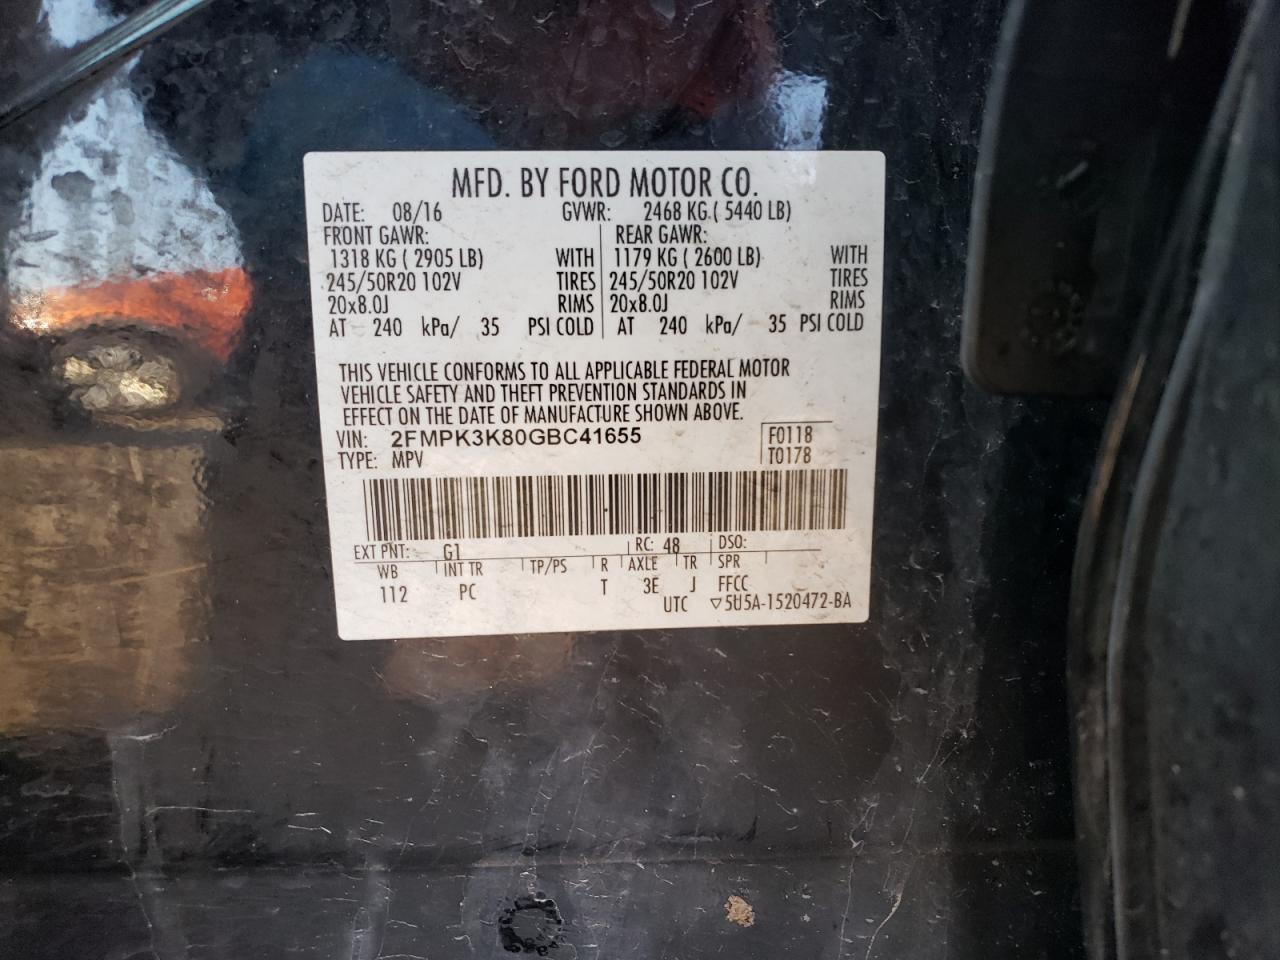 MFD. BY FORD MOTOR CO.
DATE: 08/16 GVWR: 2468 KG ( 5440 LB)
FRONT GAWR: REAR GAWR:
1318 KG ( 2905 LB) WITH 1179 KG ( 2600 LB) WITH
245/50R20 102V TIRES 245/50R20 102V TIRES
20x8.0J RIMS 20x8.0J RIMS
AT 240 kPa/ 35 PSI COLD AT 240 kPa/ 35 PSI COLD
THIS VEHICLE CONFORMS TO ALL APPLICABLE FEDERAL MOTOR
VEHICLE SAFETY AND THEFT PREVENTION STANDARDS IN
EFFECT ON THE DATE OF MANUFACTURE SHOWN ABOVE.
VIN: 2FMPK3K80GBC41655 F0118
TYPE: MPV T0178
EXT PNT: G1 RC: 48 DSO:
WB INT TR TP/PS R AXLE TR SPR
112 PC T 3E J FFCC
UTC ▽5U5A-1520472-BA